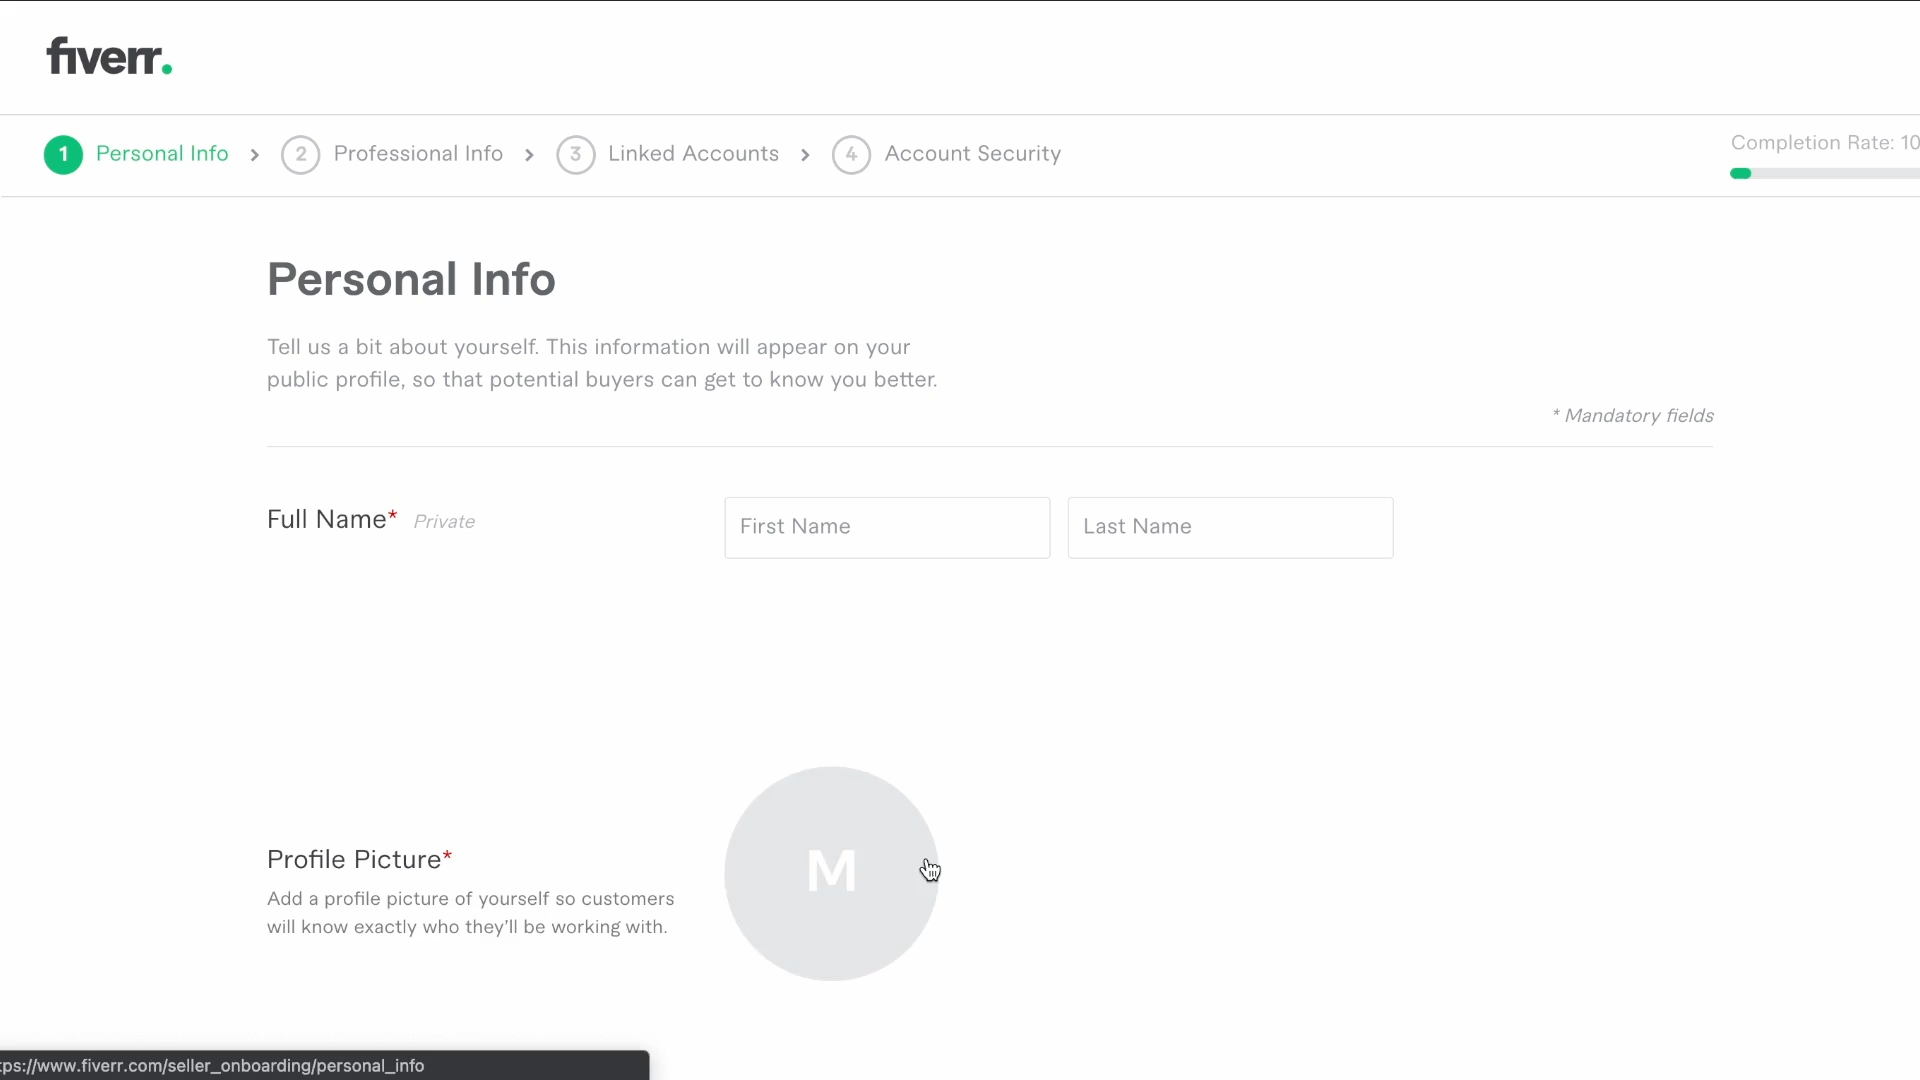 fiverr.
1 Personal Info > 2 Professional Info > 3 Linked Accounts > 4 Account Security
Completion Rate: 10
Personal Info
Tell us a bit about yourself. This information will appear on your
public profile, so that potential buyers can get to know you better.
* Mandatory fields
Full Name* Private
First Name
Last Name
M
Profile Picture*
Add a profile picture of yourself so customers
will know exactly who they'll be working with.
tps://www.fiverr.com/seller_onboarding/personal_info